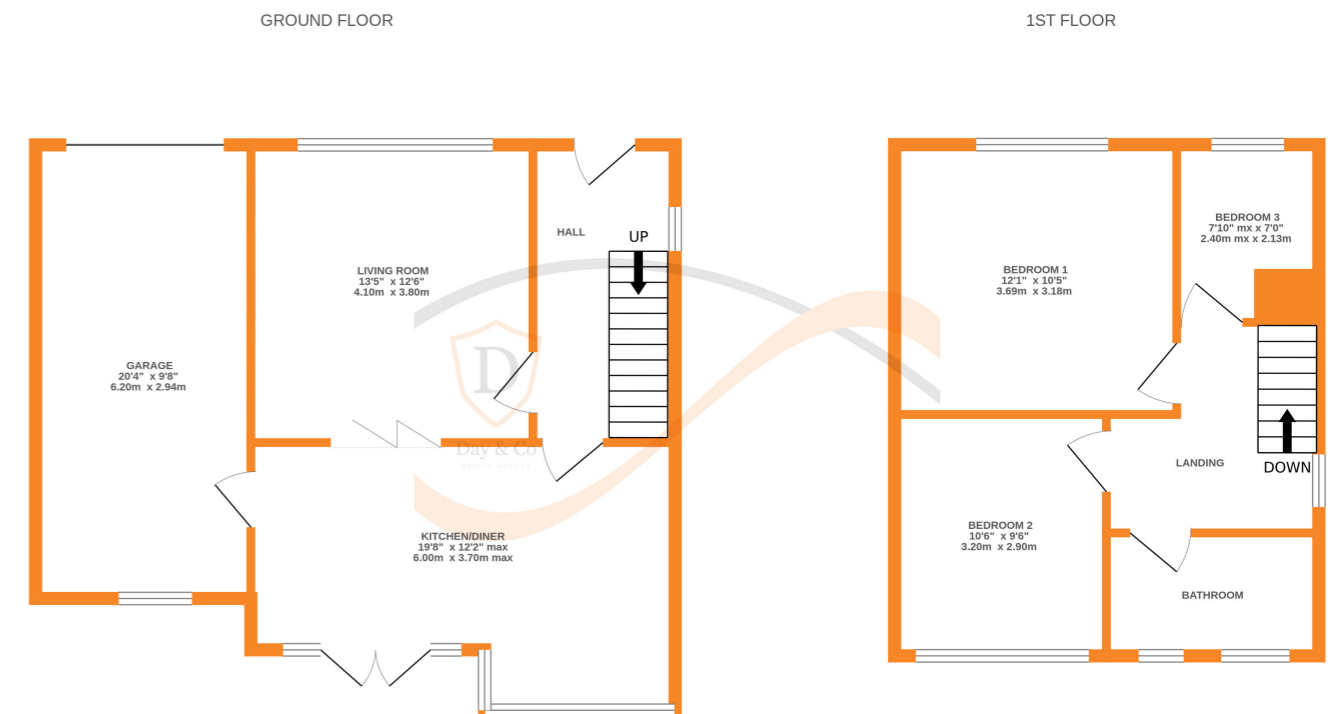 GROUND FLOOR
1ST FLOOR
HALL
UP
LIVING ROOM
13'5" x 12'6"
4.10m x 3.80m
GARAGE
20'4" x 9'8"
6.20m x 2.94m
D
Day & Co
ESTATE AGENTS
KITCHEN/DINER
19'8" x 12'2" max
6.00m x 3.70m max
BEDROOM 3
7'10" mx x 7'0"
2.40m mx x 2.13m
BEDROOM 1
12'1" x 10'5"
3.69m x 3.18m
LANDING
DOWN
BEDROOM 2
10'6" x 9'6"
3.20m x 2.90m
BATHROOM